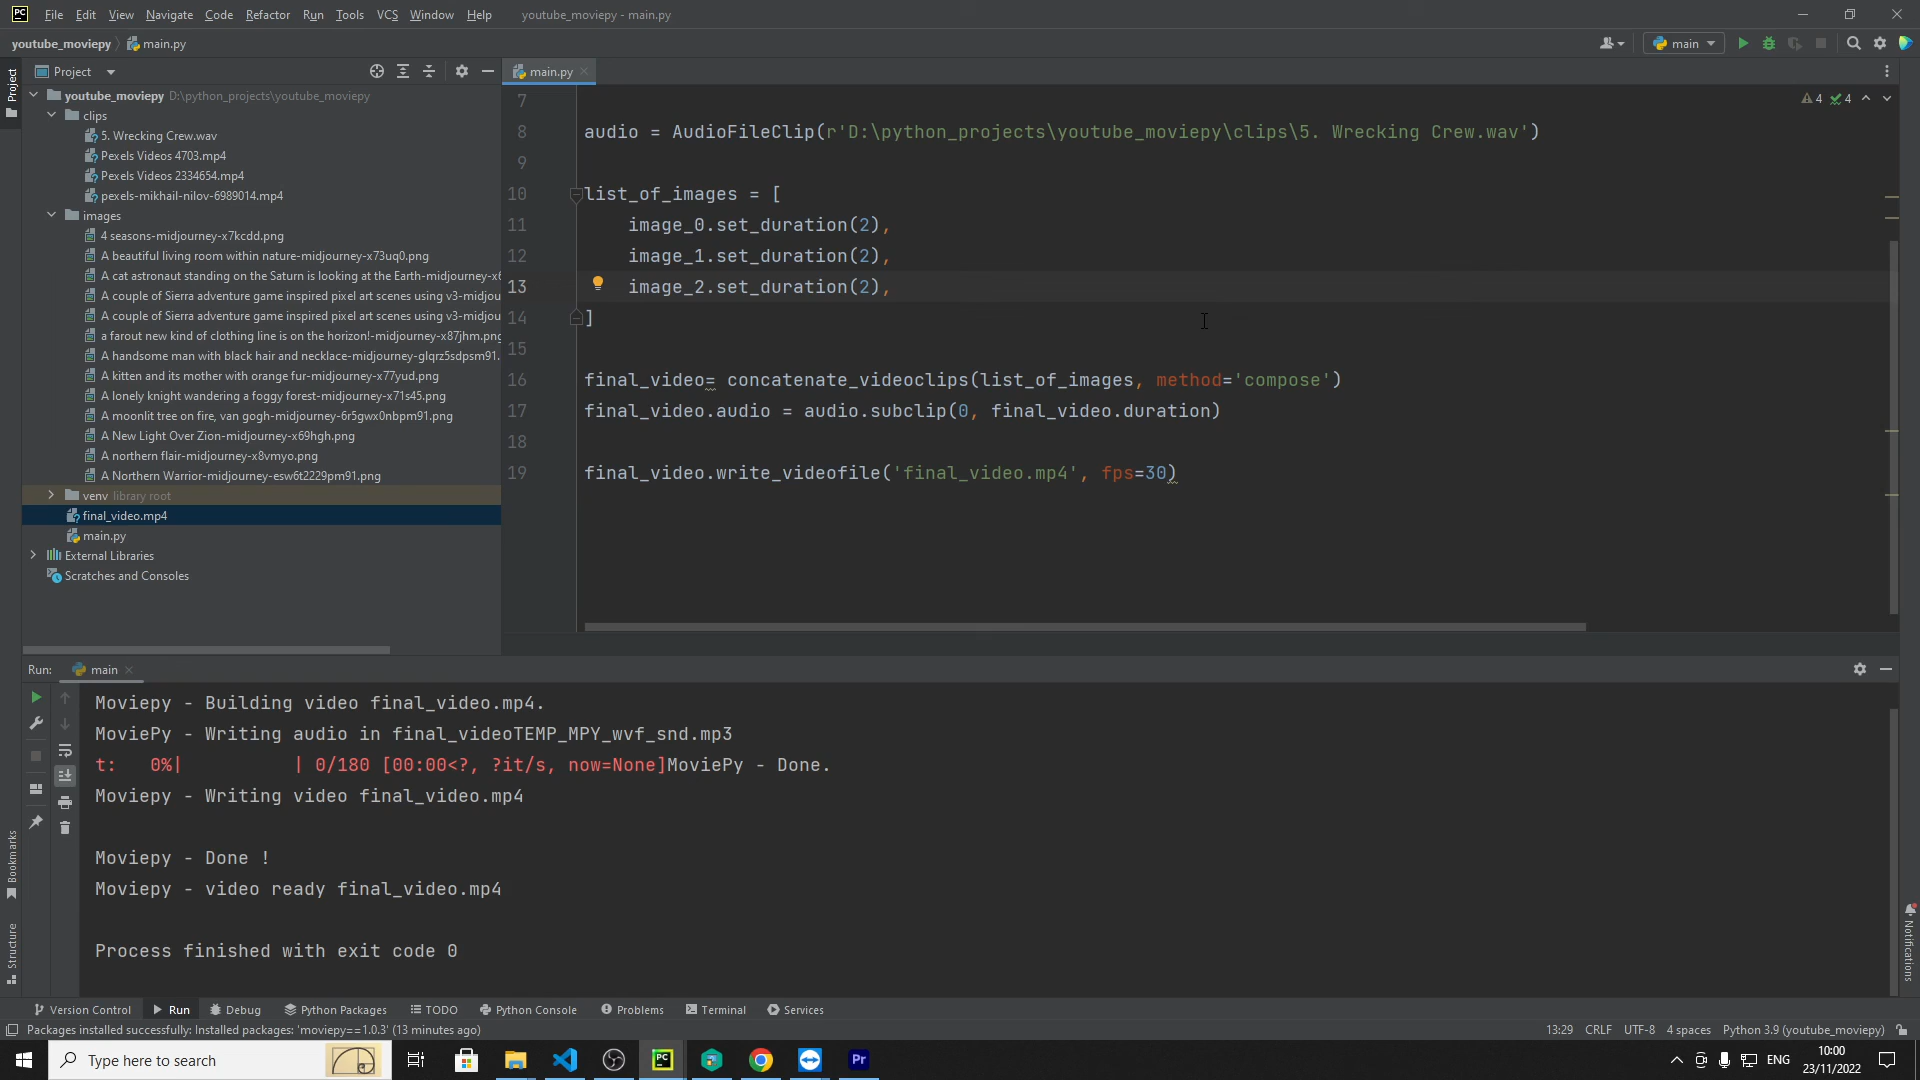 PC File Edit View Navigate Code Refactor Run Tools VCS Window Help youtube_moviepy - main.py
youtube_moviepy main.py
main
Project
Project
main.py
youtube_moviepy D:\python_projects\youtube_moviepy
clips
5. Wrecking Crew.wav
Pexels Videos 4703.mp4
Pexels Videos 2334654.mp4
pexels-mikhail-nilov-6989014.mp4
images
4 seasons-midjourney-x7kcdd.png
A beautiful living room within nature-midjourney-x73uq0.png
A cat astronaut standing on the Saturn is looking at the Earth-midjourney-x6
A couple of Sierra adventure game inspired pixel art scenes using v3-midjou
A couple of Sierra adventure game inspired pixel art scenes using v3-midjou
a farout new kind of clothing line is on the horizon!-midjourney-x87jhm.png
A handsome man with black hair and necklace-midjourney-glqrz5sdpsm91.
A kitten and its mother with orange fur-midjourney-x77yud.png
A lonely knight wandering a foggy forest-midjourney-x71s45.png
A moonlit tree on fire, van gogh-midjourney-6r5gwx0nbpm91.png
A New Light Over Zion-midjourney-x69hgh.png
A northern flair-midjourney-x8vmyo.png
A Northern Warrior-midjourney-esw6t2229pm91.png
venv library root
final_video.mp4
main.py
External Libraries
Scratches and Consoles
4 4
7
8 audio = AudioFileClip(r'D:\python_projects\youtube_moviepy\clips\5. Wrecking Crew.wav')
9
10 list_of_images = [
11 image_0.set_duration(2),
12 image_1.set_duration(2),
13 image_2.set_duration(2),
14 ]
15
16 final_video= concatenate_videoclips(list_of_images, method='compose')
17 final_video.audio = audio.subclip(0, final_video.duration)
18
19 final_video.write_videofile('final_video.mp4', fps=30)
Run: main
Moviepy - Building video final_video.mp4.
MoviePy - Writing audio in final_videoTEMP_MPY_wvf_snd.mp3
t:   0%|          | 0/180 [00:00<?, ?it/s, now=None]MoviePy - Done.
Moviepy - Writing video final_video.mp4
Moviepy - Done !
Moviepy - video ready final_video.mp4
Process finished with exit code 0
Bookmarks
Structure
Notifications
Version Control Run Debug Python Packages TODO Python Console Problems Terminal Services
Packages installed successfully: Installed packages: 'moviepy==1.0.3' (13 minutes ago) 13:29 CRLF UTF-8 4 spaces Python 3.9 (youtube_moviepy)
Type here to search
PC
Pr
ENG
10:00
23/11/2022